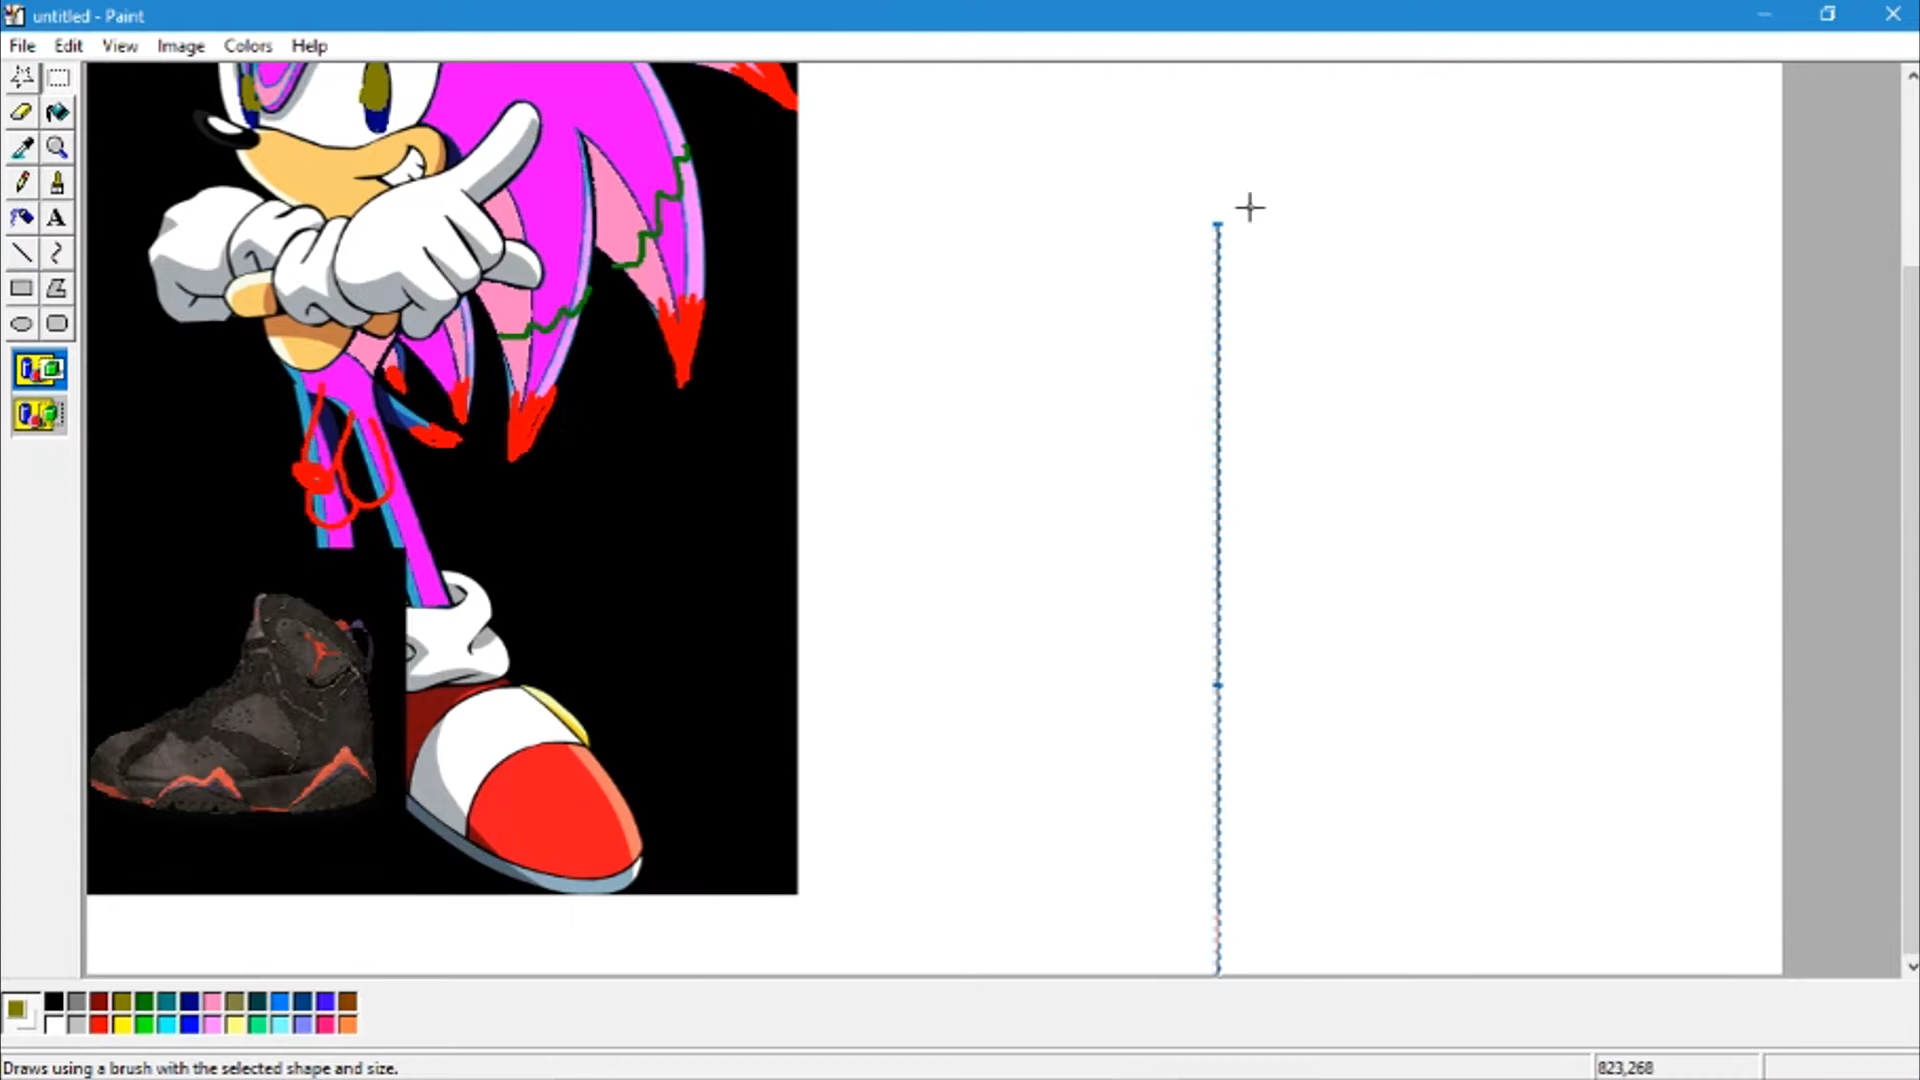 untitled - Paint
File Edit View Image Colors Help
A
Draws using a brush with the selected shape and size.
823,268